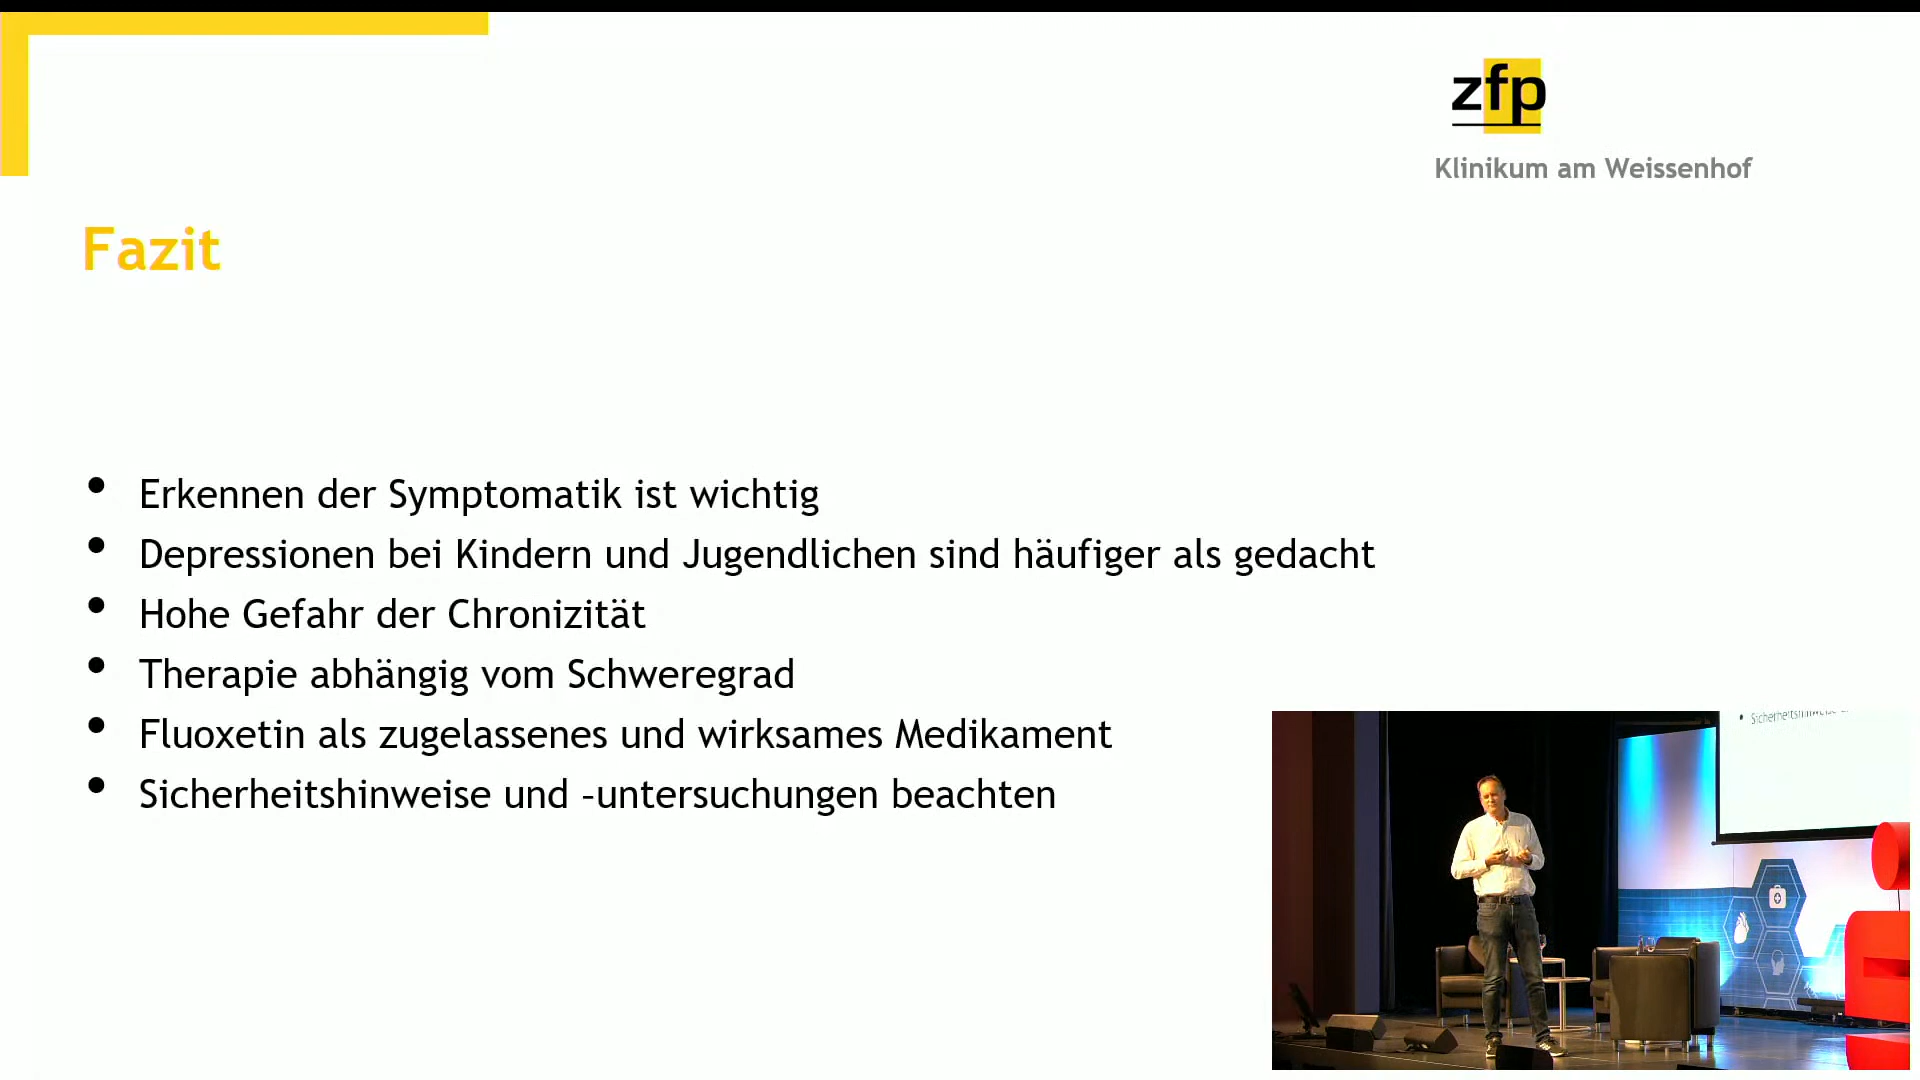 zfp
Klinikum am Weissenhof
Fazit
• Erkennen der Symptomatik ist wichtig
• Depressionen bei Kindern und Jugendlichen sind häufiger als gedacht
• Hohe Gefahr der Chronizität
• Therapie abhängig vom Schweregrad
• Fluoxetin als zugelassenes und wirksames Medikament
• Sicherheitshinweise und –untersuchungen beachten
• Sicherheitshinweise